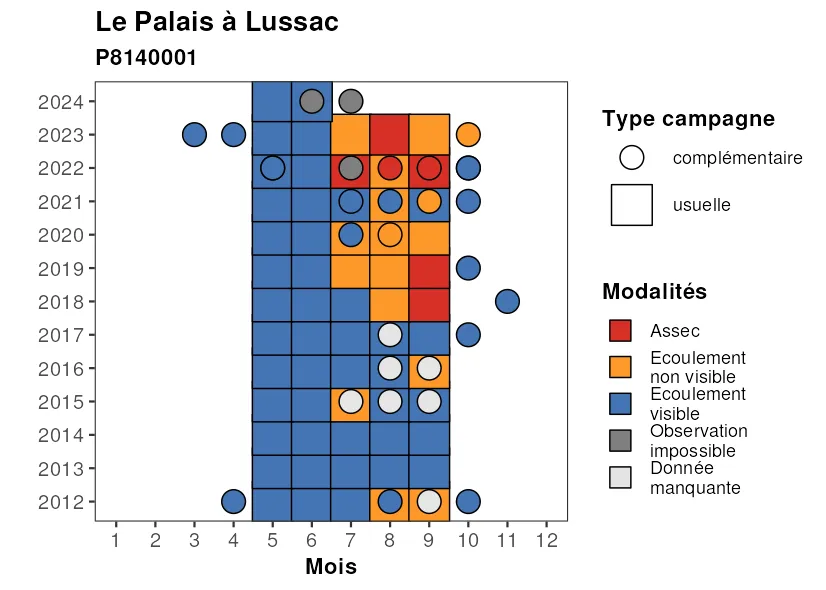 Le Palais à Lussac
P8140001
2024
2023
2022
2021
2020
2019
2018
2017
2016
2015
2014
2013
2012
1 2 3 4 5 6 7 8 9 10 11 12
Mois
Type campagne
complémentaire
usuelle
Modalités
Assec
Ecoulement
non visible
Ecoulement
visible
Observation
impossible
Donnée
manquante